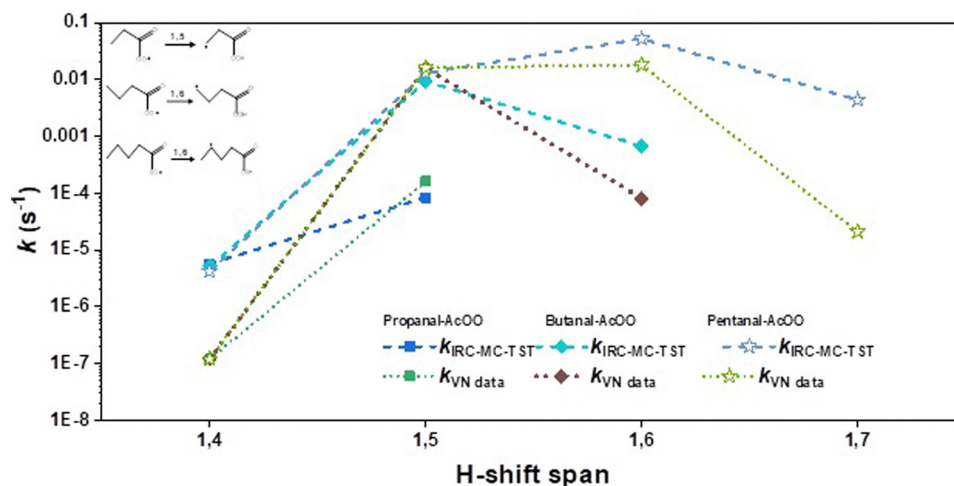 0.1
0.01
0.001
1E-4
1E-5
1E-6
1E-7
1E-8
k (s⁻¹)
1,5
1,6
1,6
Propanal-AcOO Butanal-AcOO Pentanal-AcOO
kIRC-MC-TST kIRC-MC-TST kIRC-MC-TST
kVN data kVN data kVN data
1,4 1,5 1,6 1,7
H-shift span